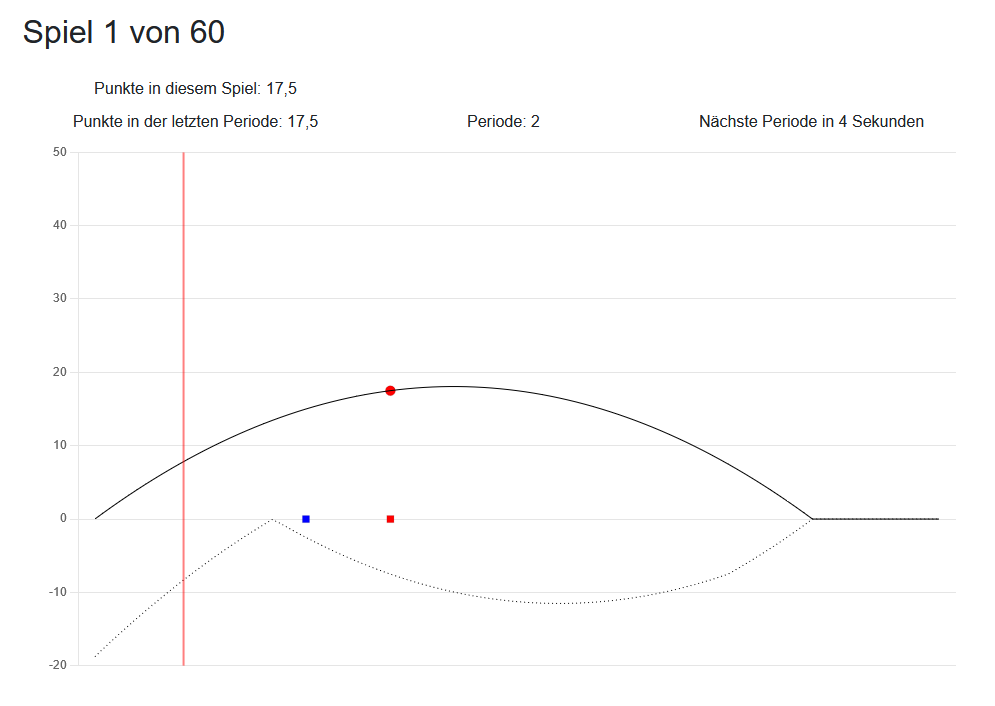 Spiel 1 von 60
Punkte in diesem Spiel: 17,5
Punkte in der letzten Periode: 17,5 Periode: 2 Nächste Periode in 4 Sekunden
50
40
30
20
10
0
-10
-20